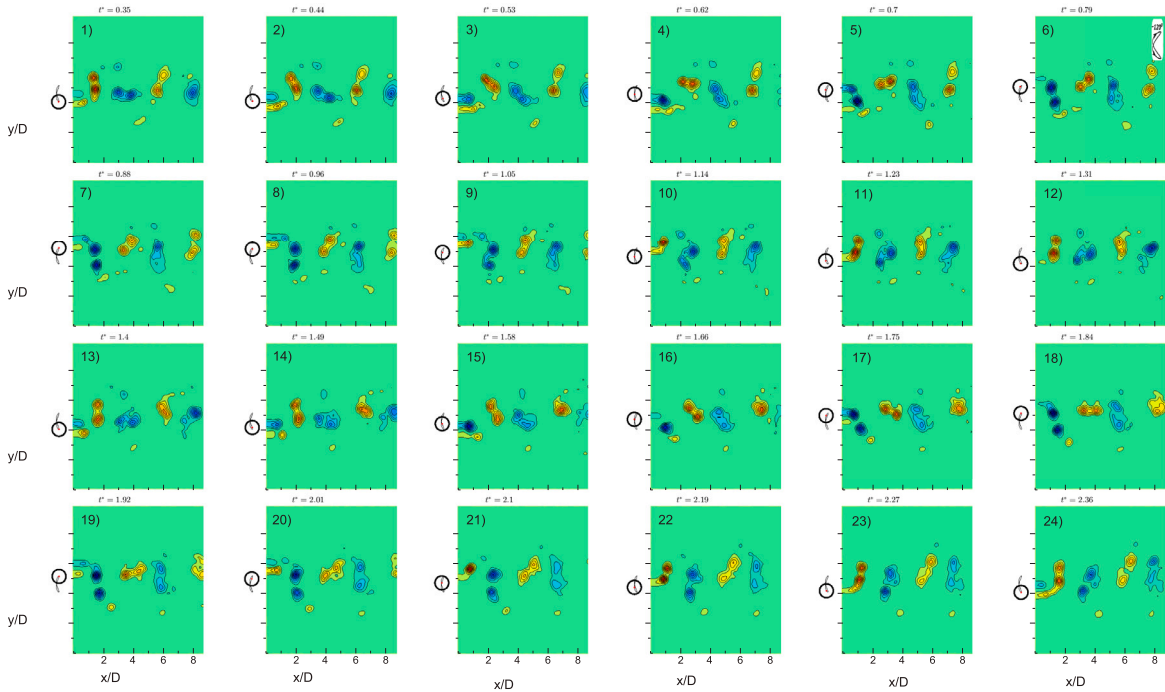 t* = 0.35 t* = 0.44 t* = 0.53 t* = 0.62 t* = 0.7 t* = 0.79
1) 2) 3) 4) 5) 6)
y/D
t* = 0.88 t* = 0.96 t* = 1.05 t* = 1.14 t* = 1.23 t* = 1.31
7) 8) 9) 10) 11) 12)
y/D
t* = 1.4 t* = 1.49 t* = 1.58 t* = 1.66 t* = 1.75 t* = 1.84
13) 14) 15) 16) 17) 18)
y/D
t* = 1.92 t* = 2.01 t* = 2.1 t* = 2.19 t* = 2.27 t* = 2.36
19) 20) 21) 22 23) 24)
y/D
2 4 6 8 2 4 6 8 2 4 6 8 2 4 6 8 2 4 6 8 2 4 6 8
x/D x/D x/D x/D x/D x/D